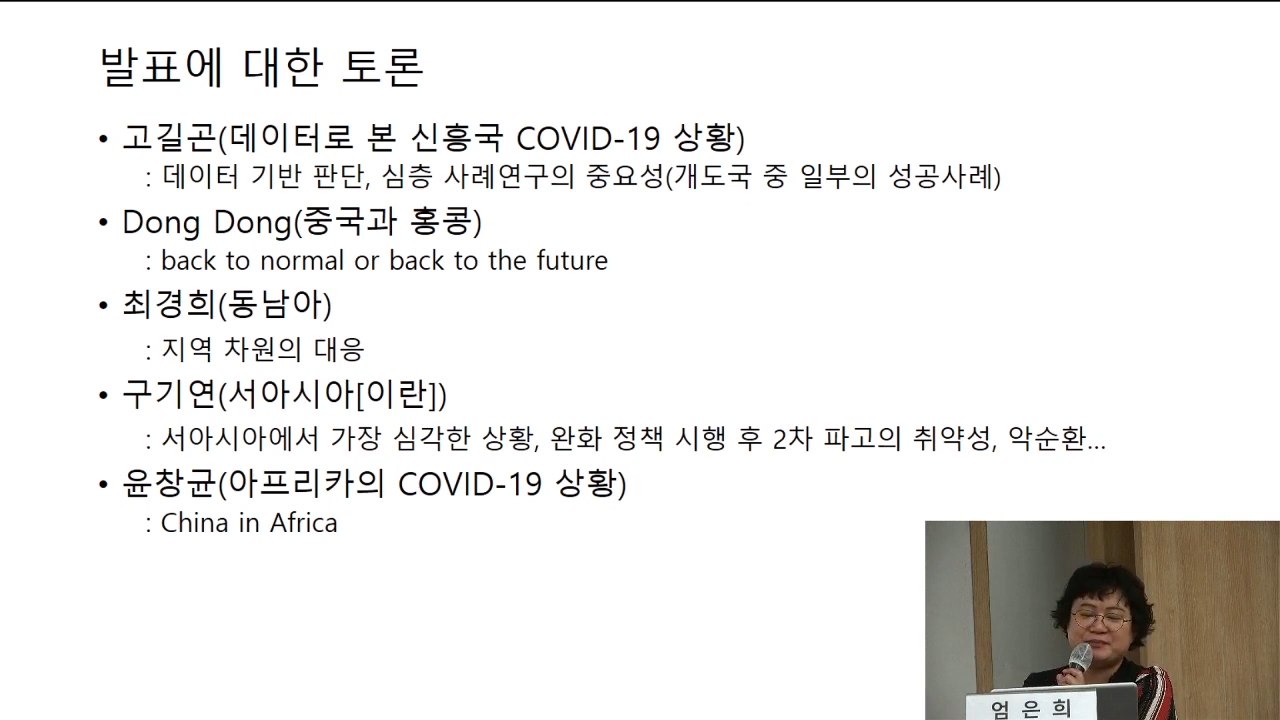 발표에 대한 토론
• 고길곤(데이터로 본 신흥국 COVID-19 상황)
: 데이터 기반 판단, 심층 사례연구의 중요성(개도국 중 일부의 성공사례)
• Dong Dong(중국과 홍콩)
: back to normal or back to the future
• 최경희(동남아)
: 지역 차원의 대응
• 구기연(서아시아[이란])
: 서아시아에서 가장 심각한 상황, 완화 정책 시행 후 2차 파고의 취약성, 악순환...
• 윤창균(아프리카의 COVID-19 상황)
: China in Africa
엄 은 희